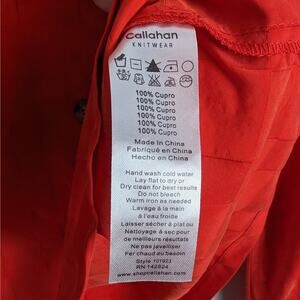 Callahan
KNITWEAR
100% Cupro
100% Cupro
100% Cupro
100% Cupro
100% Cupro
100% Cupro
Made In China
Fabriqué en China
Hecho en China
Hand wash cold water
Lay flat to dry or
Dry clean for best results
Do not bleach
Warm iron as needed
Lavage à la main
à l'eau froide
Laisser sécher à plat ou
Nettoyage à sec pour
de meilleurs résultats
Ne pas javelliser
Fer chaud au besoin
Style 101923
RN 142824
www.shopcallahan.com